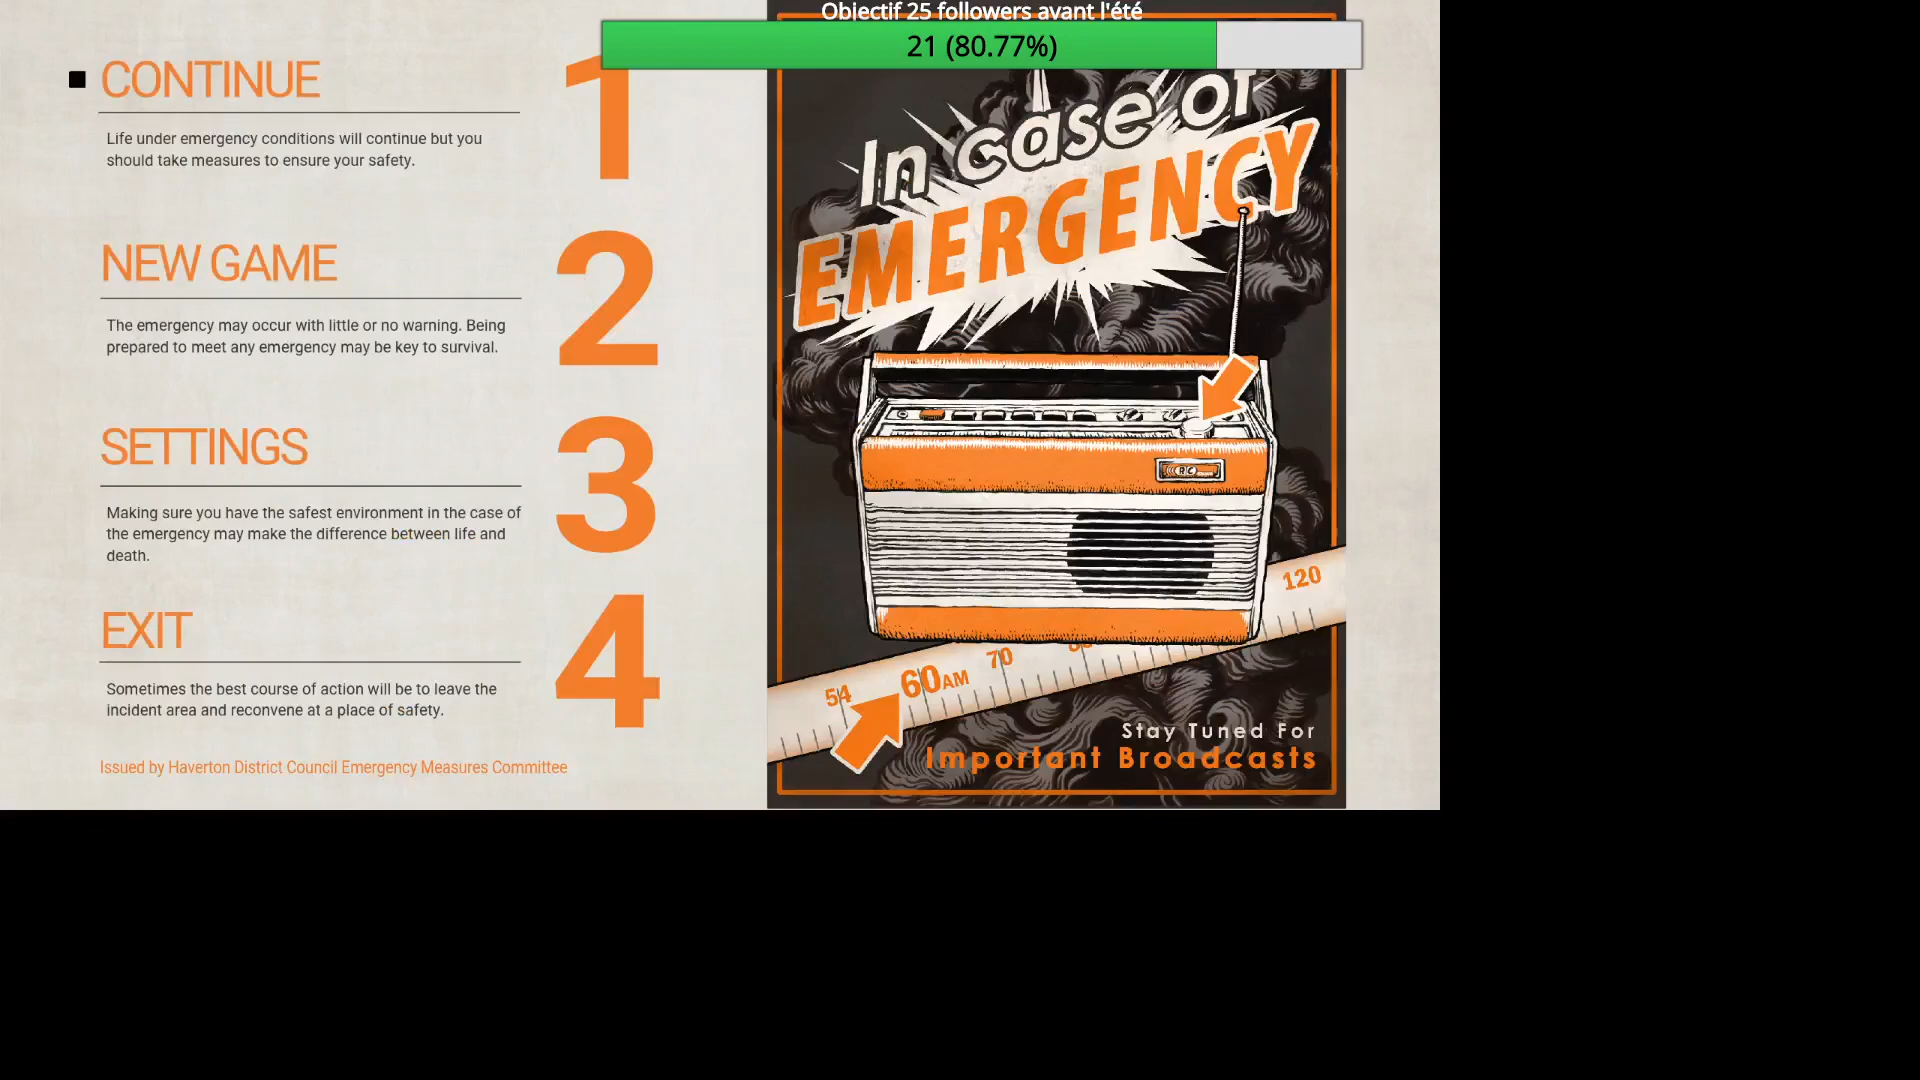 Objectif 25 followers avant l'été
21 (80.77%)
CONTINUE
1
Life under emergency conditions will continue but you
should take measures to ensure your safety.
NEW GAME
2
The emergency may occur with little or no warning. Being
prepared to meet any emergency may be key to survival.
SETTINGS
3
Making sure you have the safest environment in the case of
the emergency may make the difference between life and
death.
EXIT
4
Sometimes the best course of action will be to leave the
incident area and reconvene at a place of safety.
Issued by Haverton District Council Emergency Measures Committee
In case of
EMERGENCY
RC
120
54 60AM 70
Stay Tuned For
Important Broadcasts